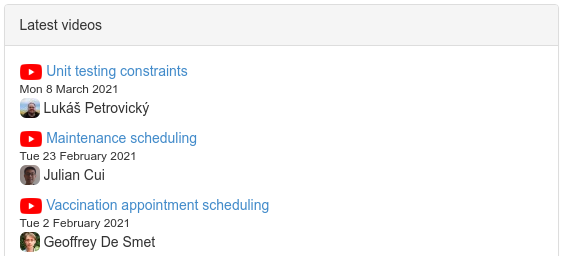 Latest videos
Unit testing constraints
Mon 8 March 2021
Lukáš Petrovický
Maintenance scheduling
Tue 23 February 2021
Julian Cui
Vaccination appointment scheduling
Tue 2 February 2021
Geoffrey De Smet